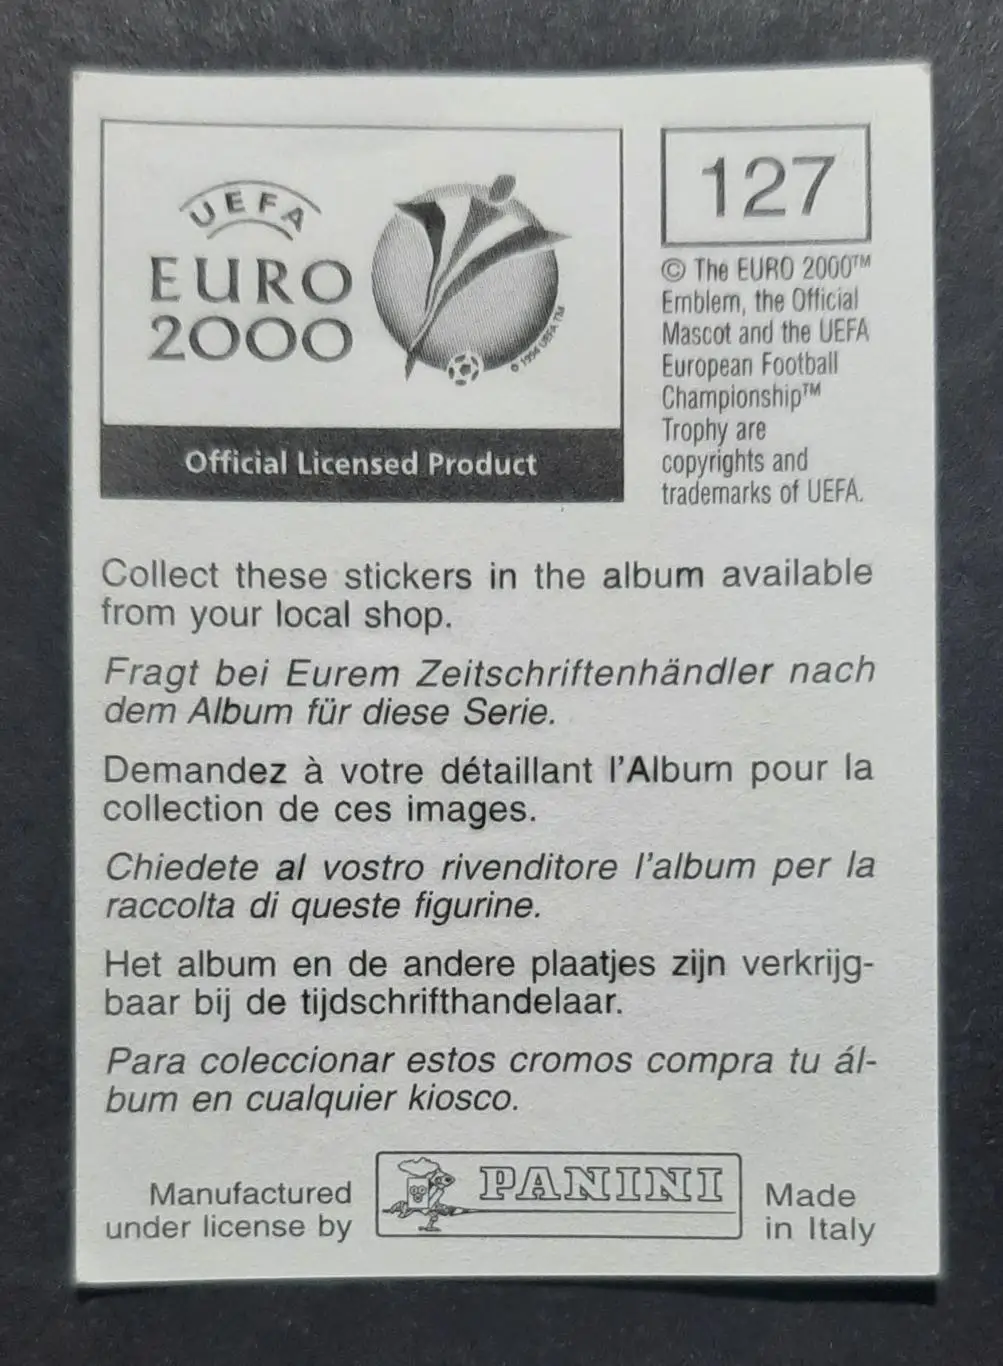 UEFA
EURO
2000
© 1994 UEFA TM
Official Licensed Product
127
© The EURO 2000™
Emblem, the Official
Mascot and the UEFA
European Football
Championship™
Trophy are
copyrights and
trademarks of UEFA.
Collect these stickers in the album available
from your local shop.
Fragt bei Eurem Zeitschriftenhändler nach
dem Album für diese Serie.
Demandez à votre détaillant l'Album pour la
collection de ces images.
Chiedete al vostro rivenditore l'album per la
raccolta di queste figurine.
Het album en de andere plaatjes zijn verkrijg-
baar bij de tijdschrifthandelaar.
Para coleccionar estos cromos compra tu ál-
bum en cualquier kiosco.
Manufactured
under license by
PANINI
Made
in Italy